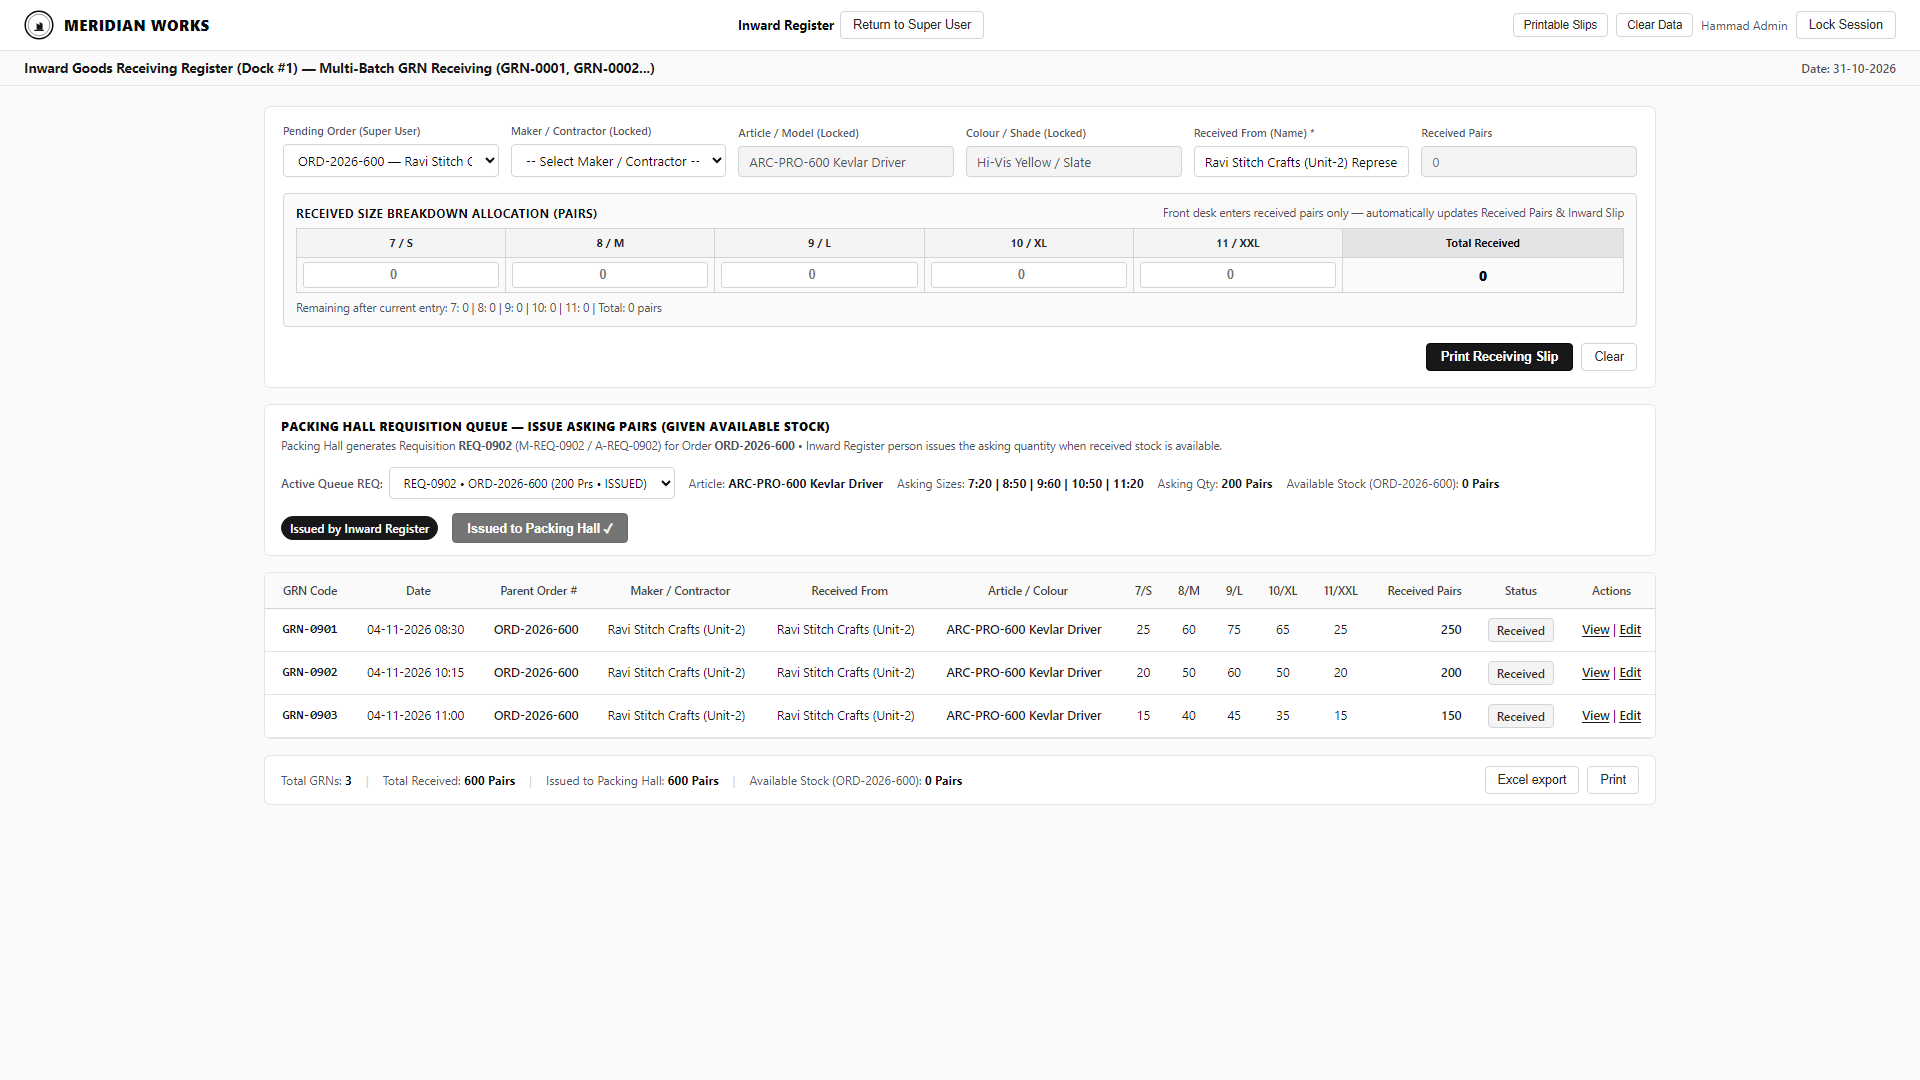 MERIDIAN WORKS
Inward Register Return to Super User
Printable Slips Clear Data Hammad Admin Lock Session
Inward Goods Receiving Register (Dock #1) — Multi-Batch GRN Receiving (GRN-0001, GRN-0002...)
Date: 31-10-2026
Pending Order (Super User) Maker / Contractor (Locked) Article / Model (Locked) Colour / Shade (Locked) Received From (Name) * Received Pairs
ORD-2026-600 — Ravi Stitch C -- Select Maker / Contractor -- ARC-PRO-600 Kevlar Driver Hi-Vis Yellow / Slate Ravi Stitch Crafts (Unit-2) Represe 0
RECEIVED SIZE BREAKDOWN ALLOCATION (PAIRS) Front desk enters received pairs only — automatically updates Received Pairs & Inward Slip
7 / S 8 / M 9 / L 10 / XL 11 / XXL Total Received
0 0 0 0 0 0
Remaining after current entry: 7: 0 | 8: 0 | 9: 0 | 10: 0 | 11: 0 | Total: 0 pairs
Print Receiving Slip Clear
PACKING HALL REQUISITION QUEUE — ISSUE ASKING PAIRS (GIVEN AVAILABLE STOCK)
Packing Hall generates Requisition REQ-0902 (M-REQ-0902 / A-REQ-0902) for Order ORD-2026-600 • Inward Register person issues the asking quantity when received stock is available.
Active Queue REQ: REQ-0902 • ORD-2026-600 (200 Prs • ISSUED) Article: ARC-PRO-600 Kevlar Driver Asking Sizes: 7:20 | 8:50 | 9:60 | 10:50 | 11:20 Asking Qty: 200 Pairs Available Stock (ORD-2026-600): 0 Pairs
Issued by Inward Register Issued to Packing Hall ✓
GRN Code Date Parent Order # Maker / Contractor Received From Article / Colour 7/S 8/M 9/L 10/XL 11/XXL Received Pairs Status Actions
GRN-0901 04-11-2026 08:30 ORD-2026-600 Ravi Stitch Crafts (Unit-2) Ravi Stitch Crafts (Unit-2) ARC-PRO-600 Kevlar Driver 25 60 75 65 25 250 Received View | Edit
GRN-0902 04-11-2026 10:15 ORD-2026-600 Ravi Stitch Crafts (Unit-2) Ravi Stitch Crafts (Unit-2) ARC-PRO-600 Kevlar Driver 20 50 60 50 20 200 Received View | Edit
GRN-0903 04-11-2026 11:00 ORD-2026-600 Ravi Stitch Crafts (Unit-2) Ravi Stitch Crafts (Unit-2) ARC-PRO-600 Kevlar Driver 15 40 45 35 15 150 Received View | Edit
Total GRNs: 3 | Total Received: 600 Pairs | Issued to Packing Hall: 600 Pairs | Available Stock (ORD-2026-600): 0 Pairs
Excel export Print